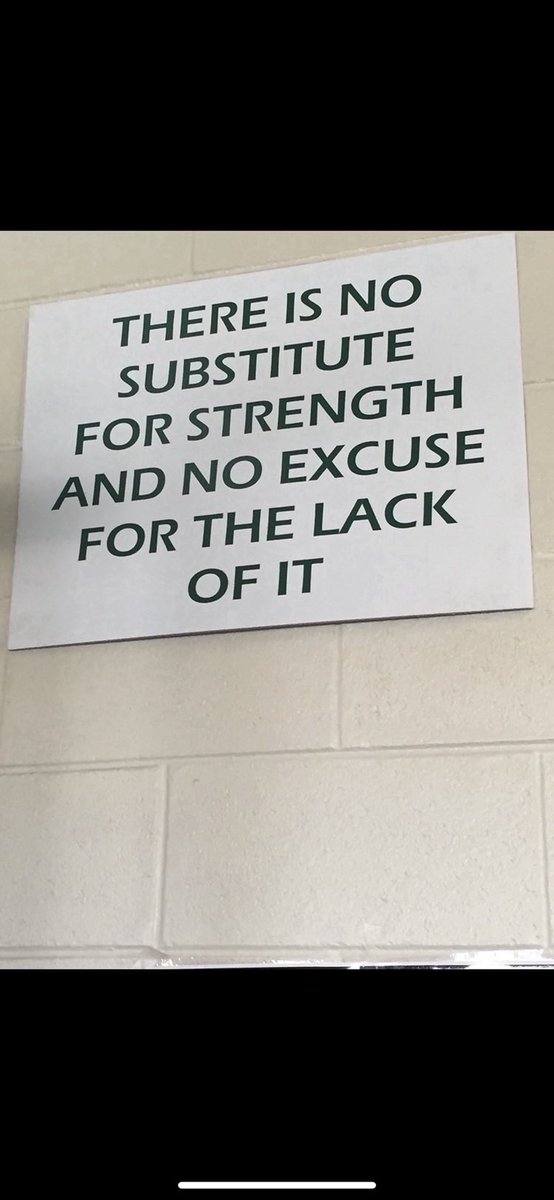 THERE IS NO
SUBSTITUTE
FOR STRENGTH
AND NO EXCUSE
FOR THE LACK
OF IT